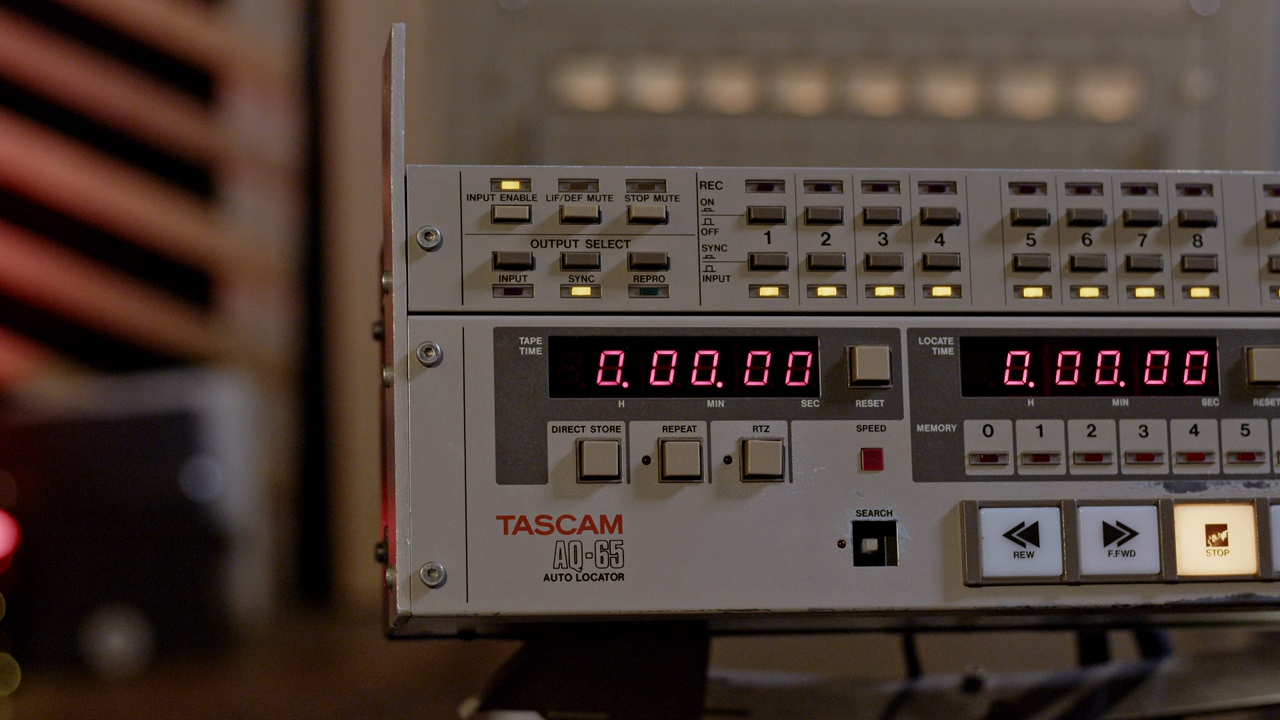 INPUT ENABLE LIF/DEF MUTE STOP MUTE
OUTPUT SELECT
INPUT SYNC REPRO
REC
ON
OFF
SYNC
INPUT
1 2 3 4 5 6 7 8
TAPE TIME
0.00.00
H MIN SEC
RESET
LOCATE TIME
0.00.00
H MIN SEC
RESET
DIRECT STORE REPEAT RTZ
SPEED
MEMORY 0 1 2 3 4 5
SEARCH
TASCAM
AQ-65
AUTO LOCATOR
REW F.FWD STOP